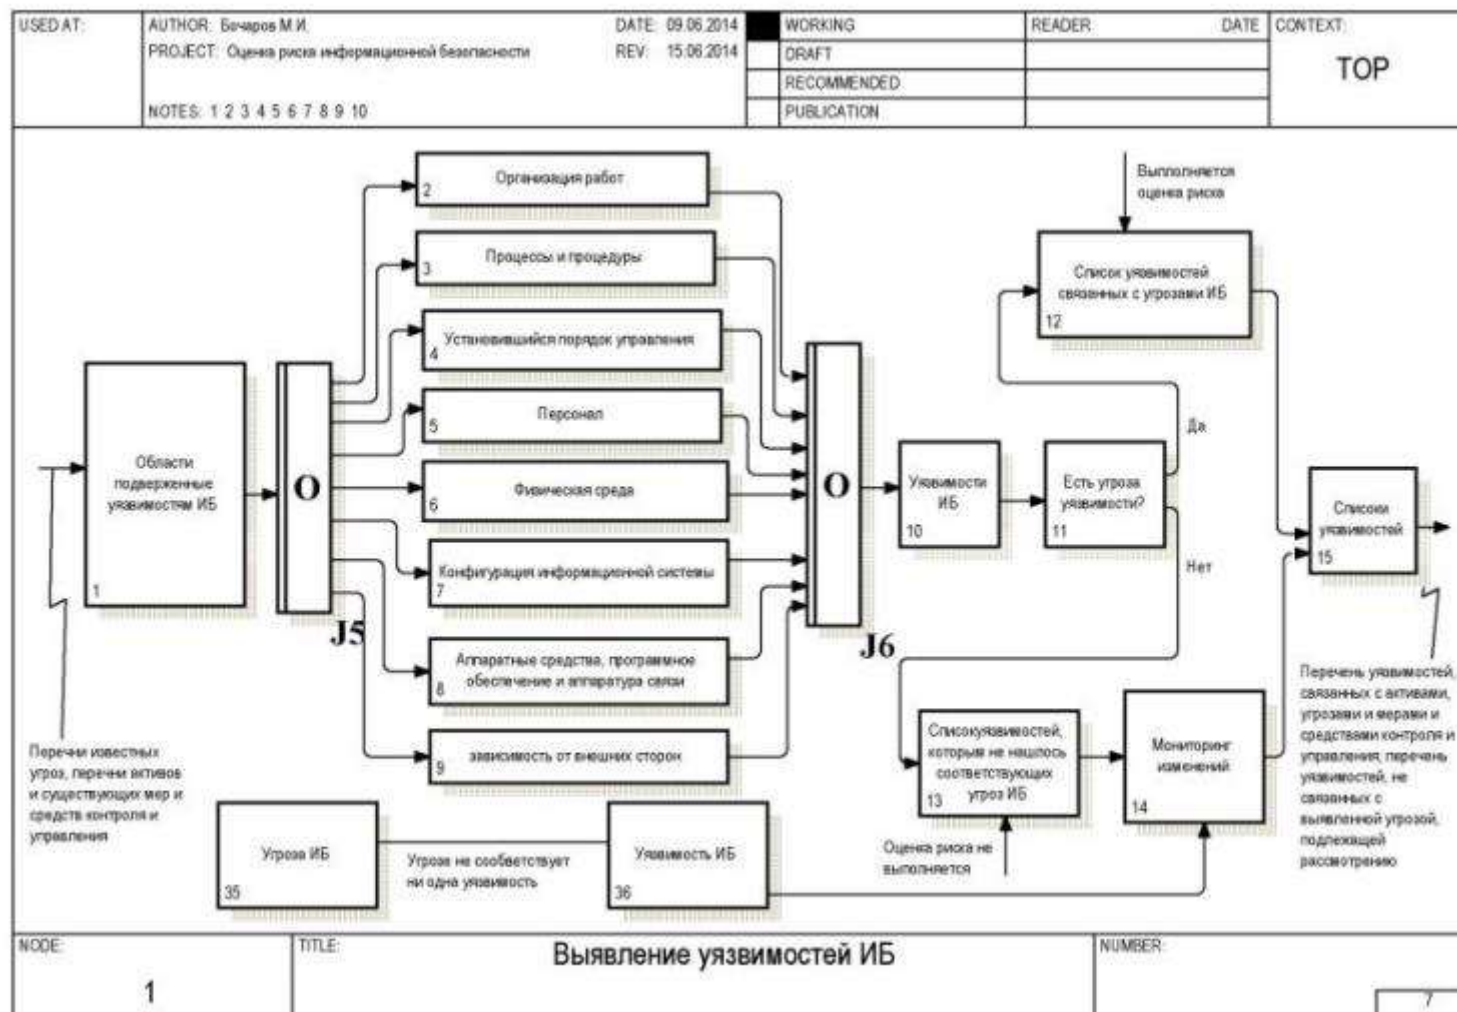 USED AT:
AUTHOR: Бочаров М.И.
DATE: 09.06.2014
PROJECT: Оценка риска информационной безопасности
REV: 15.06.2014
NOTES: 1 2 3 4 5 6 7 8 9 10
WORKING
DRAFT
RECOMMENDED
PUBLICATION
READER
DATE
CONTEXT:
TOP
Перечни известных
угроз, перечни активов
и существующих мер и
средств контроля и
управления
Области
подверженные
уязвимостям ИБ
1
O
J5
Организация работ
2
Процессы и процедуры
3
Установившийся порядок управления
4
Персонал
5
Физическая среда
6
Конфигурация информационной системы
7
Аппаратные средства, программное
обеспечение и аппаратура связи
8
зависимость от внешних сторон
9
O
J6
Уязвимости
ИБ
10
Есть угроза
уязвимости?
11
Да
Нет
Выпполняется
оценка риска
Список уязвимостей
связанных с угрозами ИБ
12
Списокуязвимостей,
которым не нашлось
соответствующих
угроз ИБ
13
Оценка риска не
выполняется
Мониторинг
изменений
14
Списоки
уязвимостей
15
Перечень уязвимостей,
связанных с активами,
угрозами и мерами и
средствами контроля и
управления; перечень
уязвимостей, не
связанных с
выявленной угрозой,
подлежащей
рассмотрению
Угроза ИБ
35
Угрозе не сообветствует
ни одна уязвимость
Уязвимость ИБ
36
NODE:
1
TITLE:
Выявление уязвимостей ИБ
NUMBER:
7